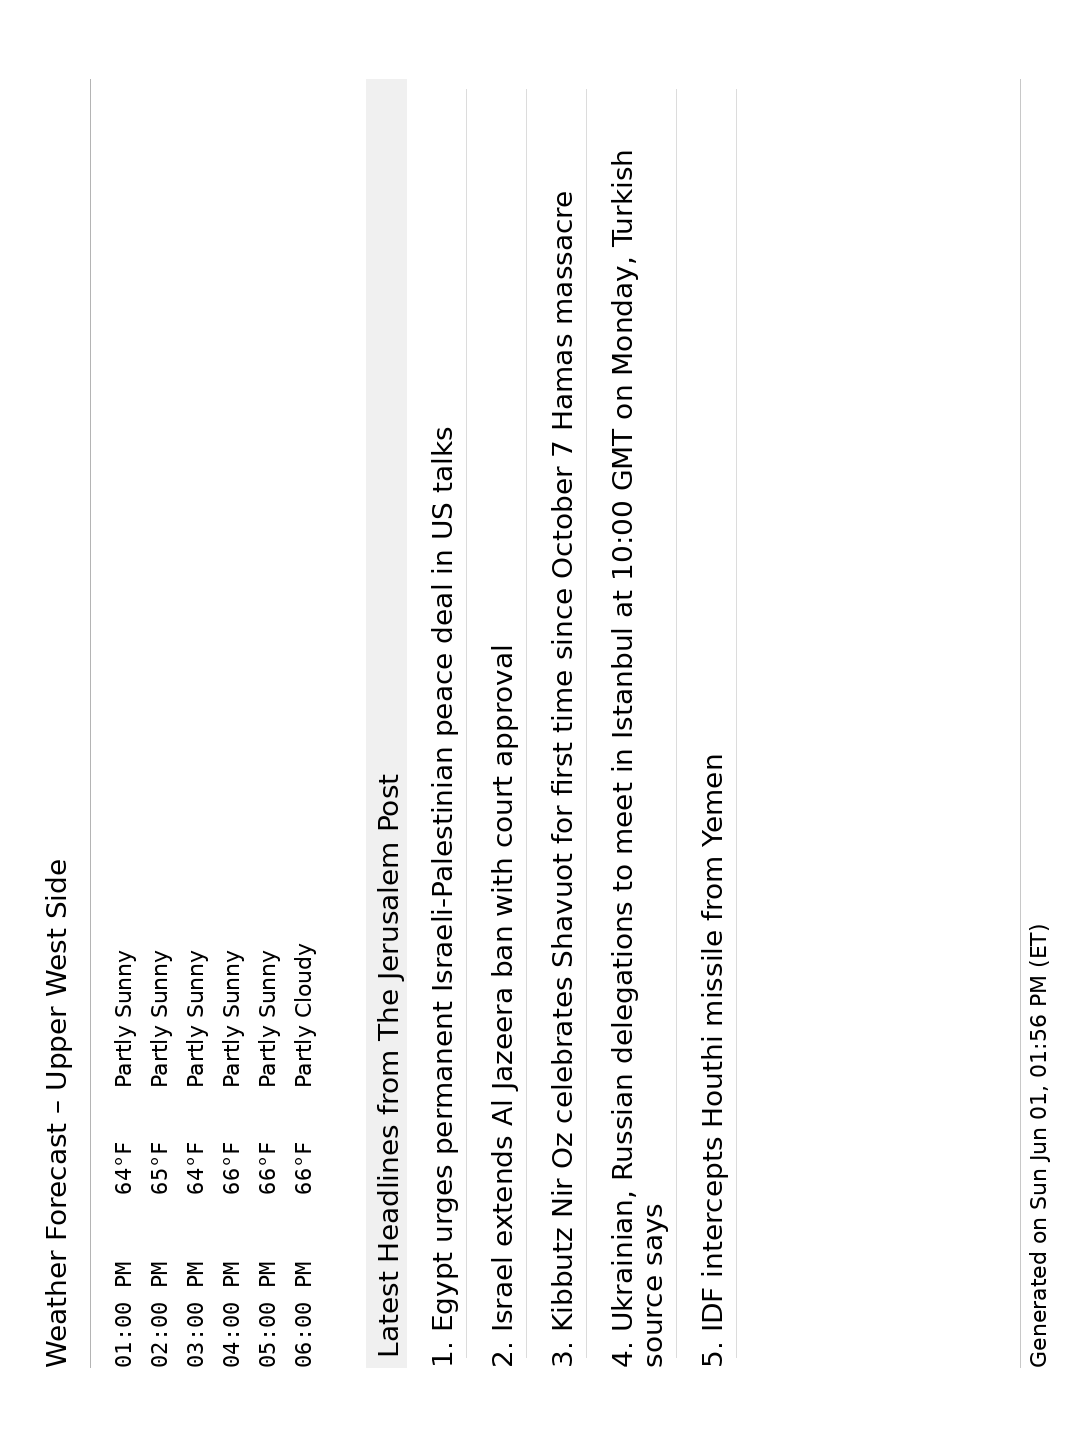 Weather Forecast – Upper West Side
01:00 PM 64°F Partly Sunny
02:00 PM 65°F Partly Sunny
03:00 PM 64°F Partly Sunny
04:00 PM 66°F Partly Sunny
05:00 PM 66°F Partly Sunny
06:00 PM 66°F Partly Cloudy
Latest Headlines from The Jerusalem Post
1. Egypt urges permanent Israeli-Palestinian peace deal in US talks
2. Israel extends Al Jazeera ban with court approval
3. Kibbutz Nir Oz celebrates Shavuot for first time since October 7 Hamas massacre
4. Ukrainian, Russian delegations to meet in Istanbul at 10:00 GMT on Monday, Turkish
source says
5. IDF intercepts Houthi missile from Yemen
Generated on Sun Jun 01, 01:56 PM (ET)